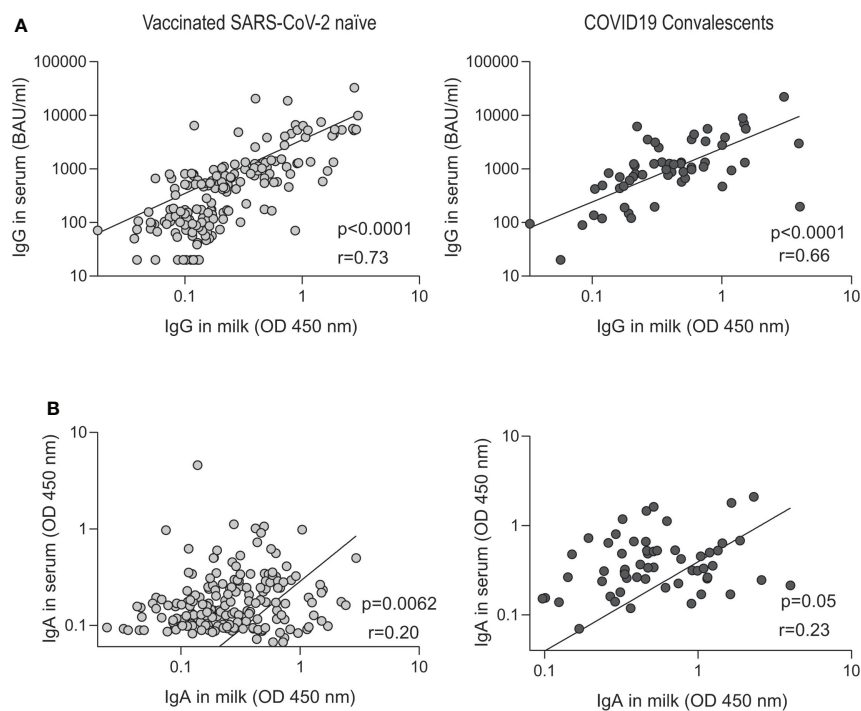 A
Vaccinated SARS-CoV-2 naïve
COVID19 Convalescents
100000
10000
1000
100
10
0.1
1
10
IgG in serum (BAU/ml)
IgG in milk (OD 450 nm)
p<0.0001
r=0.73
100000
10000
1000
100
10
0.1
1
10
IgG in serum (BAU/ml)
IgG in milk (OD 450 nm)
p<0.0001
r=0.66
B
10
1
0.1
0.1
1
10
IgA in serum (OD 450 nm)
IgA in milk (OD 450 nm)
p=0.0062
r=0.20
10
1
0.1
0.1
1
10
IgA in serum (OD 450 nm)
IgA in milk (OD 450 nm)
p=0.05
r=0.23